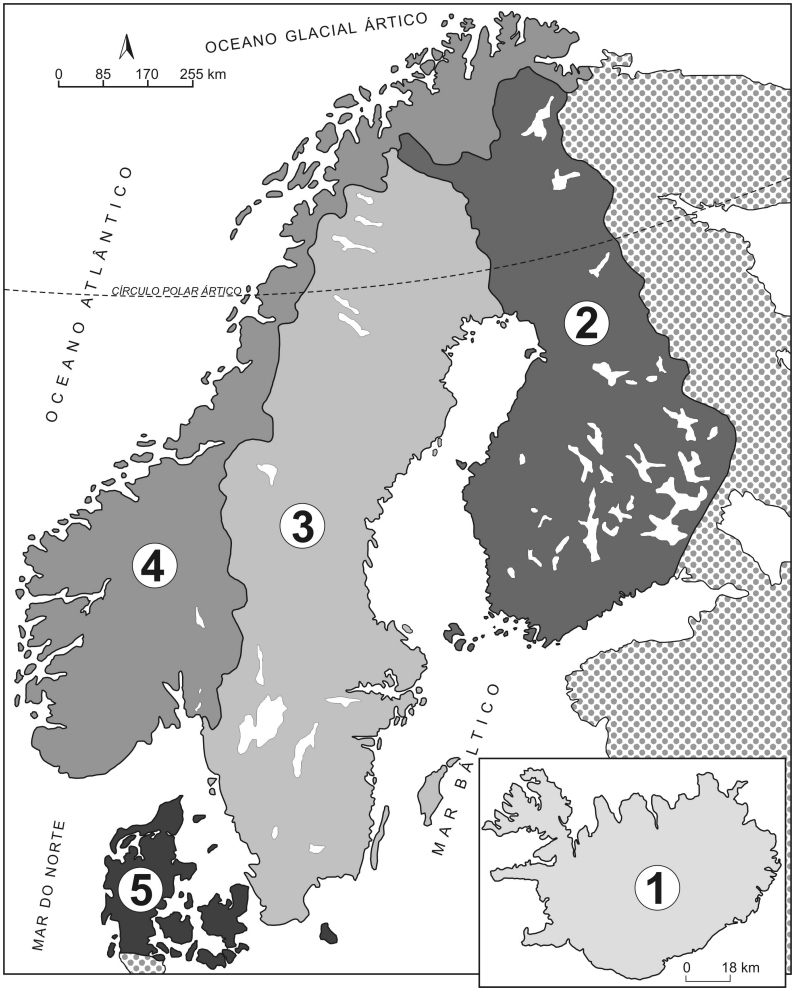 OCEANO GLACIAL ÁRTICO
0 85 170 255 km
OCEANO ATLÂNTICO
CÍRCULO POLAR ÁRTICO
2
3
4
MAR BÁLTICO
MAR DO NORTE
5
1
0 18 km